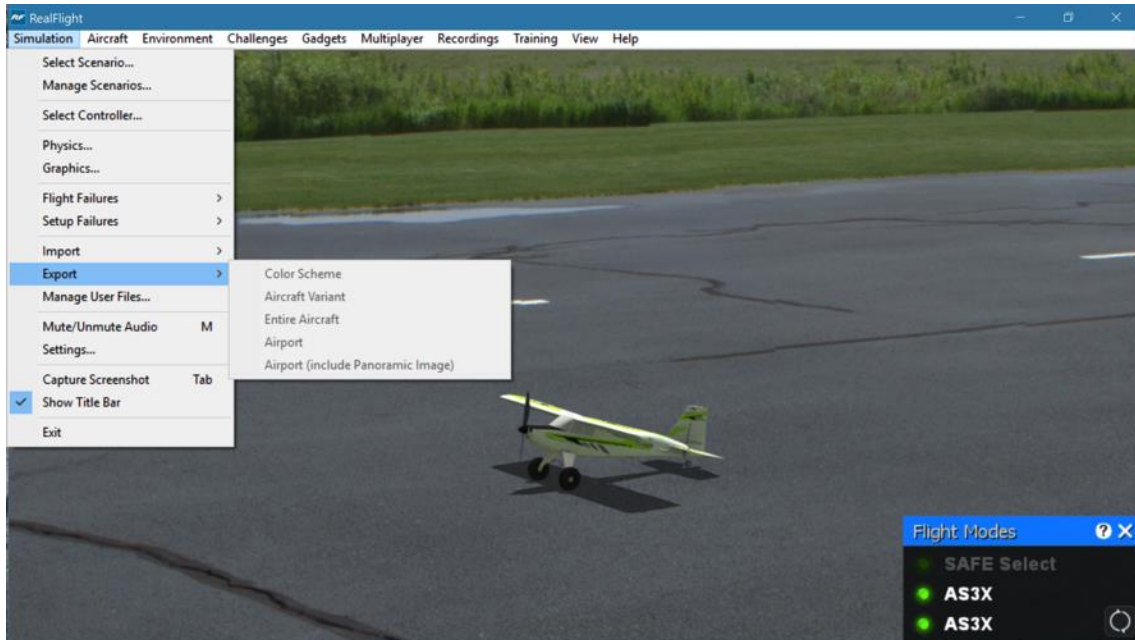 RealFlight
Simulation Aircraft Environment Challenges Gadgets Multiplayer Recordings Training View Help
Select Scenario...
Manage Scenarios...
Select Controller...
Physics...
Graphics...
Flight Failures >
Setup Failures >
Import >
Export >
Manage User Files...
Mute/Unmute Audio M
Settings...
Capture Screenshot Tab
Show Title Bar
Exit
Color Scheme
Aircraft Variant
Entire Aircraft
Airport
Airport (include Panoramic Image)
Flight Modes ? X
SAFE Select
AS3X
AS3X